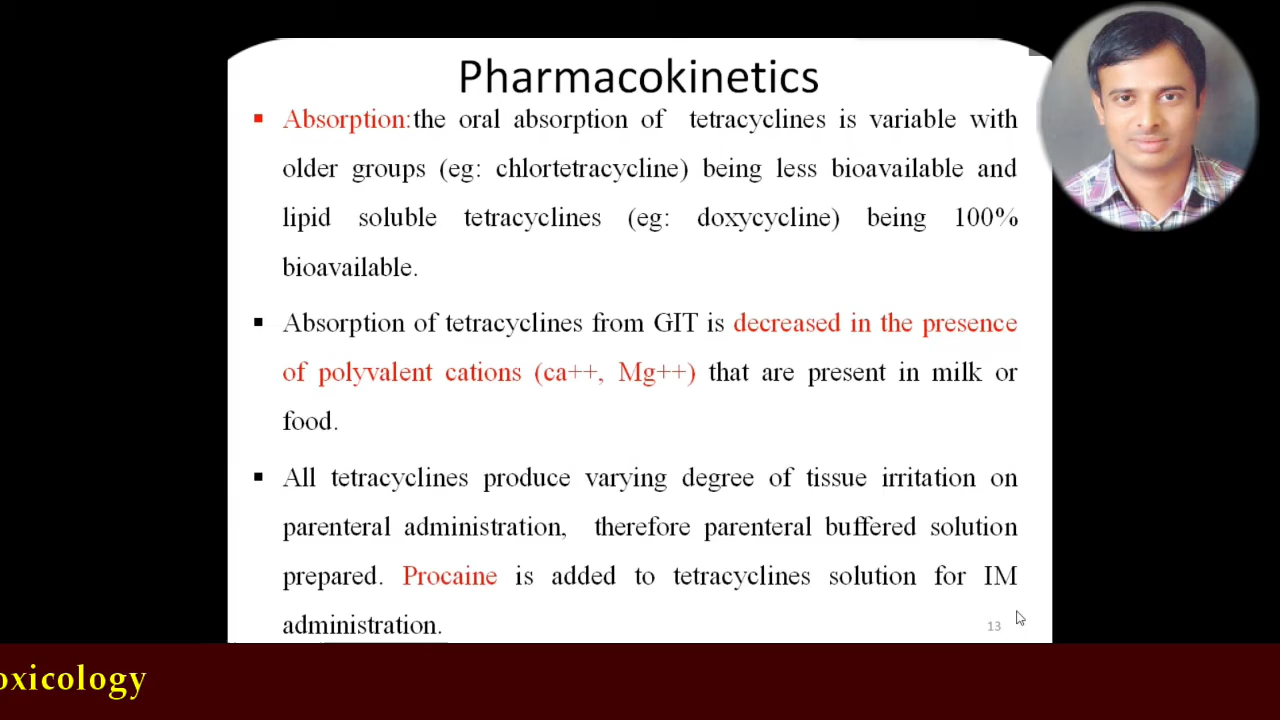 Pharmacokinetics
▪ Absorption:the oral absorption of tetracyclines is variable with
older groups (eg: chlortetracycline) being less bioavailable and
lipid soluble tetracyclines (eg: doxycycline) being 100%
bioavailable.
▪ Absorption of tetracyclines from GIT is decreased in the presence
of polyvalent cations (ca++, Mg++) that are present in milk or
food.
▪ All tetracyclines produce varying degree of tissue irritation on
parenteral administration, therefore parenteral buffered solution
prepared. Procaine is added to tetracyclines solution for IM
administration.
13
oxicology